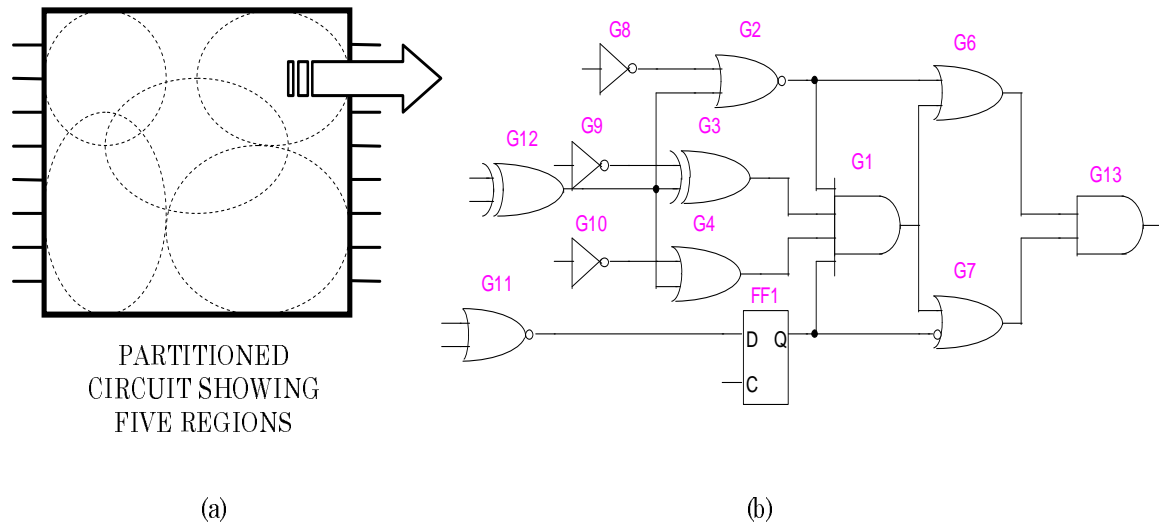 PARTITIONED
CIRCUIT SHOWING
FIVE REGIONS
(a)
G8
G2
G6
G12
G9
G3
G1
G13
G10
G4
G7
G11
FF1
D Q
C
(b)